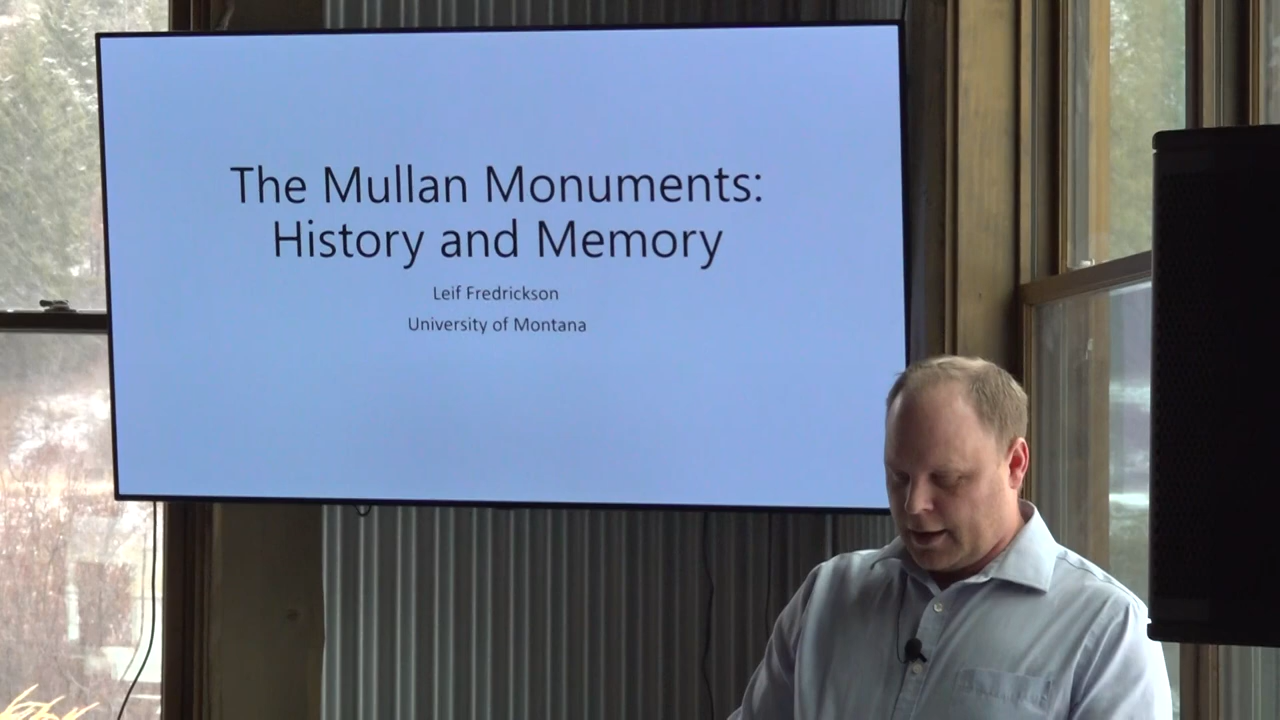 The Mullan Monuments:
History and Memory
Leif Fredrickson
University of Montana